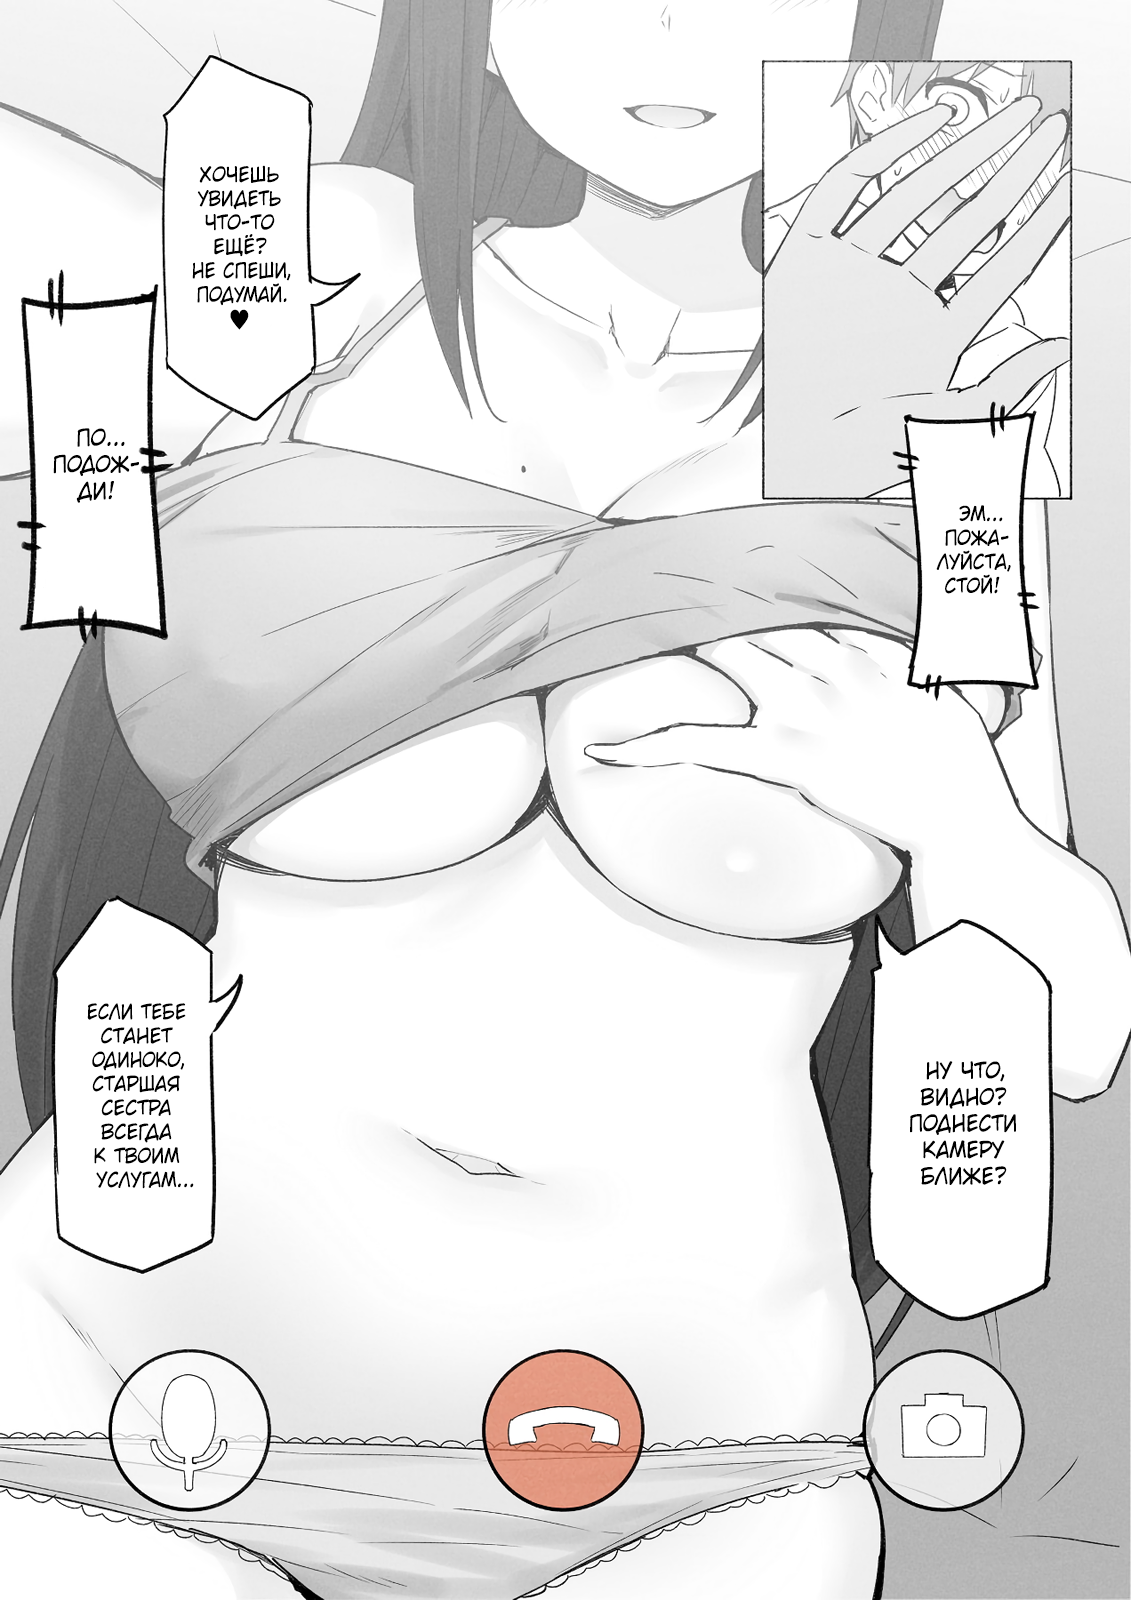 ХОЧЕШЬ
УВИДЕТЬ
ЧТО-ТО
ЕЩЁ?
НЕ СПЕШИ,
ПОДУМАЙ.
♥
ПО...
ПОДОЖ-
ДИ!
ЭМ...
ПОЖА-
ЛУЙСТА,
СТОЙ!
ЕСЛИ ТЕБЕ
СТАНЕТ
ОДИНОКО,
СТАРШАЯ
СЕСТРА
ВСЕГДА
К ТВОИМ
УСЛУГАМ...
НУ ЧТО,
ВИДНО?
ПОДНЕСТИ
КАМЕРУ
БЛИЖЕ?